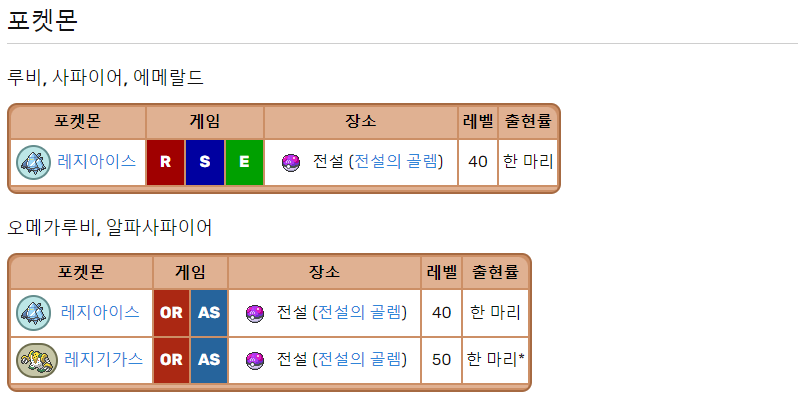 포켓몬
루비, 사파이어, 에메랄드
포켓몬 게임 장소 레벨 출현률
레지아이스 R S E 전설 (전설의 골렘) 40 한 마리
오메가루비, 알파사파이어
포켓몬 게임 장소 레벨 출현률
레지아이스 OR AS 전설 (전설의 골렘) 40 한 마리
레지기가스 OR AS 전설 (전설의 골렘) 50 한 마리*